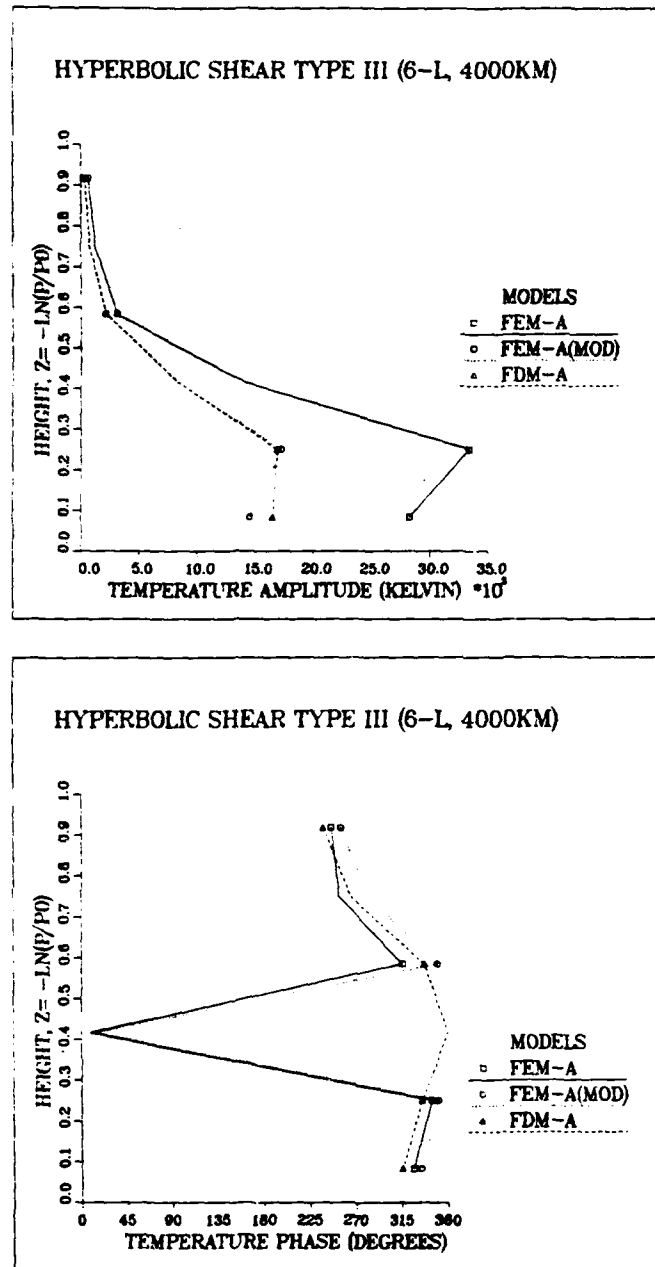 HYPERBOLIC SHEAR TYPE III (6-L, 4000KM)
HEIGHT, Z= -LN(P/P0)
1.0
0.9
0.8
0.7
0.6
0.5
0.4
0.3
0.2
0.1
0.0
MODELS
FEM-A
FEM-A(MOD)
FDM-A
0.0 5.0 10.0 15.0 20.0 25.0 30.0 35.0
TEMPERATURE AMPLITUDE (KELVIN) *10
HYPERBOLIC SHEAR TYPE III (6-L, 4000KM)
HEIGHT, Z= -LN(P/P0)
1.0
0.9
0.8
0.7
0.6
0.5
0.4
0.3
0.2
0.1
0.0
MODELS
FEM-A
FEM-A(MOD)
FDM-A
0 45 90 135 180 225 270 315 360
TEMPERATURE PHASE (DEGREES)